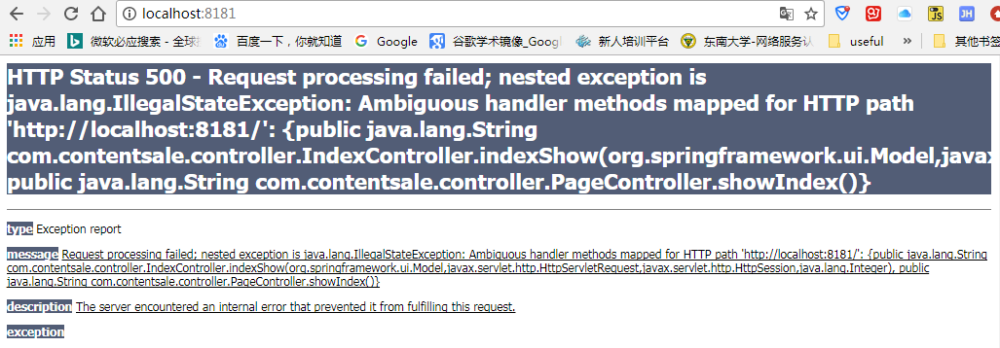 localhost:8181
应用 微软必应搜索 - 全球 百度一下，你就知道 Google 谷歌学术镜像_Goog 新人培训平台 东南大学-网络服务认 useful » 其他书签
HTTP Status 500 - Request processing failed; nested exception is
java.lang.IllegalStateException: Ambiguous handler methods mapped for HTTP path
'http://localhost:8181/': {public java.lang.String
com.contentsale.controller.IndexController.indexShow(org.springframework.ui.Model,javax
public java.lang.String com.contentsale.controller.PageController.showIndex()}
type Exception report
message Request processing failed; nested exception is java.lang.IllegalStateException: Ambiguous handler methods mapped for HTTP path 'http://localhost:8181/': {public java.lang.String
com.contentsale.controller.IndexController.indexShow(org.springframework.ui.Model,javax.servlet.http.HttpServletRequest,javax.servlet.http.HttpSession,java.lang.Integer), public
java.lang.String com.contentsale.controller.PageController.showIndex()}
description The server encountered an internal error that prevented it from fulfilling this request.
exception